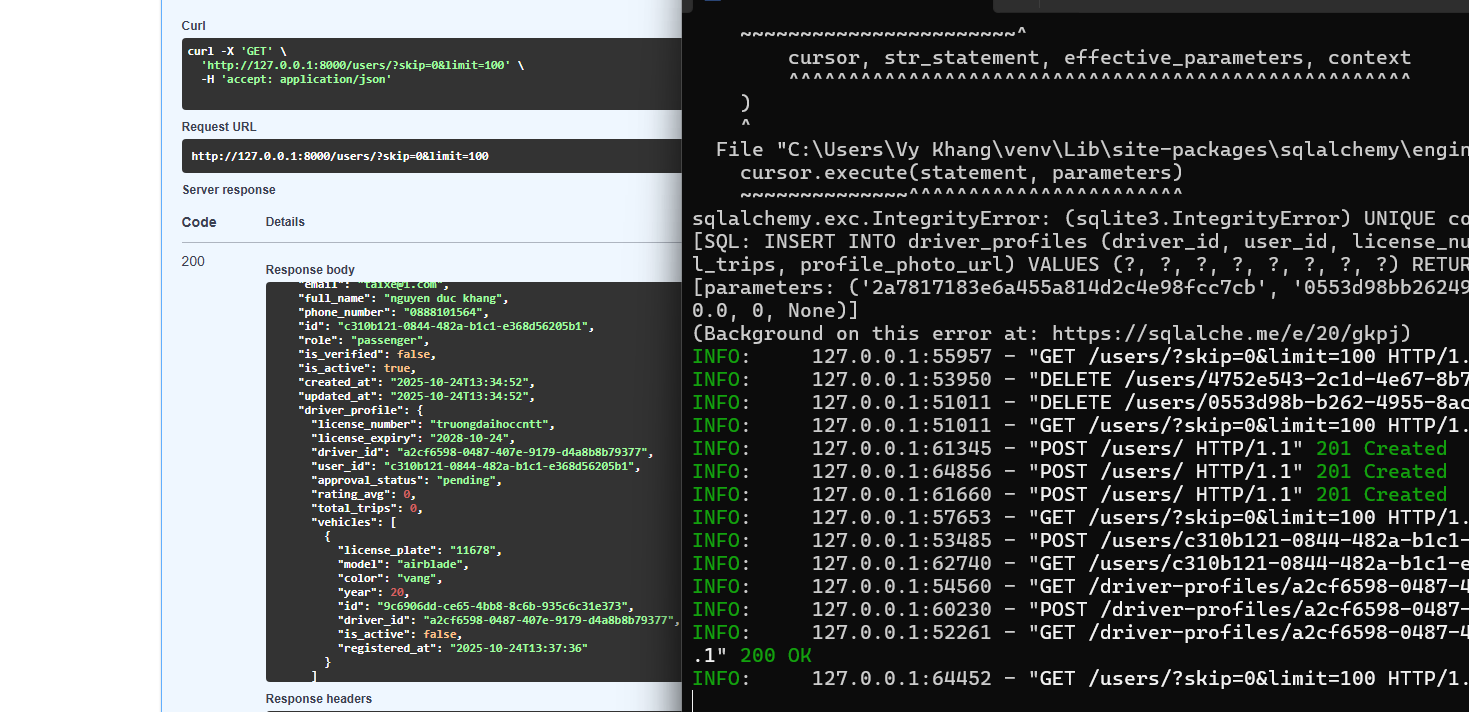 Curl
curl -X 'GET' \
'http://127.0.0.1:8000/users/?skip=0&limit=100' \
-H 'accept: application/json'
Request URL
http://127.0.0.1:8000/users/?skip=0&limit=100
Server response
Code Details
200
Response body
"email": "taixe@1.com",
"full_name": "nguyen duc khang",
"phone_number": "0888101564",
"id": "c310b121-0844-482a-b1c1-e368d56205b1",
"role": "passenger",
"is_verified": false,
"is_active": true,
"created_at": "2025-10-24T13:34:52",
"updated_at": "2025-10-24T13:34:52",
"driver_profile": {
"license_number": "truongdaihoccntt",
"license_expiry": "2028-10-24",
"driver_id": "a2cf6598-0487-407e-9179-d4a8b8b79377",
"user_id": "c310b121-0844-482a-b1c1-e368d56205b1",
"approval_status": "pending",
"rating_avg": 0,
"total_trips": 0,
"vehicles": [
{
"license_plate": "11678",
"model": "airblade",
"color": "vang",
"year": 20,
"id": "9c6906dd-ce65-4bb8-8c6b-935c6c31e373",
"driver_id": "a2cf6598-0487-407e-9179-d4a8b8b79377",
"is_active": false,
"registered_at": "2025-10-24T13:37:36"
}
]
Response headers
~~~~~~~~~~~~~~~~~~~~~~~^
cursor, str_statement, effective_parameters, context
^^^^^^^^^^^^^^^^^^^^^^^^^^^^^^^^^^^^^^^^^^^^^^^^^^^^
)
^
File "C:\Users\Vy Khang\venv\Lib\site-packages\sqlalchemy\engin
cursor.execute(statement, parameters)
~~~~~~~~~~~~~~^^^^^^^^^^^^^^^^^^^^^^^
sqlalchemy.exc.IntegrityError: (sqlite3.IntegrityError) UNIQUE co
[SQL: INSERT INTO driver_profiles (driver_id, user_id, license_nu
l_trips, profile_photo_url) VALUES (?, ?, ?, ?, ?, ?, ?, ?) RETUR
[parameters: ('2a7817183e6a455a814d2c4e98fcc7cb', '0553d98bb26249
0.0, 0, None)]
(Background on this error at: https://sqlalche.me/e/20/gkpj)
INFO: 127.0.0.1:55957 - "GET /users/?skip=0&limit=100 HTTP/1.
INFO: 127.0.0.1:53950 - "DELETE /users/4752e543-2c1d-4e67-8b7
INFO: 127.0.0.1:51011 - "DELETE /users/0553d98b-b262-4955-8ac
INFO: 127.0.0.1:51011 - "GET /users/?skip=0&limit=100 HTTP/1.
INFO: 127.0.0.1:61345 - "POST /users/ HTTP/1.1" 201 Created
INFO: 127.0.0.1:64856 - "POST /users/ HTTP/1.1" 201 Created
INFO: 127.0.0.1:61660 - "POST /users/ HTTP/1.1" 201 Created
INFO: 127.0.0.1:57653 - "GET /users/?skip=0&limit=100 HTTP/1.
INFO: 127.0.0.1:53485 - "POST /users/c310b121-0844-482a-b1c1-
INFO: 127.0.0.1:62740 - "GET /users/c310b121-0844-482a-b1c1-e
INFO: 127.0.0.1:54560 - "GET /driver-profiles/a2cf6598-0487-4
INFO: 127.0.0.1:60230 - "POST /driver-profiles/a2cf6598-0487-
INFO: 127.0.0.1:52261 - "GET /driver-profiles/a2cf6598-0487-4
.1" 200 OK
INFO: 127.0.0.1:64452 - "GET /users/?skip=0&limit=100 HTTP/1.